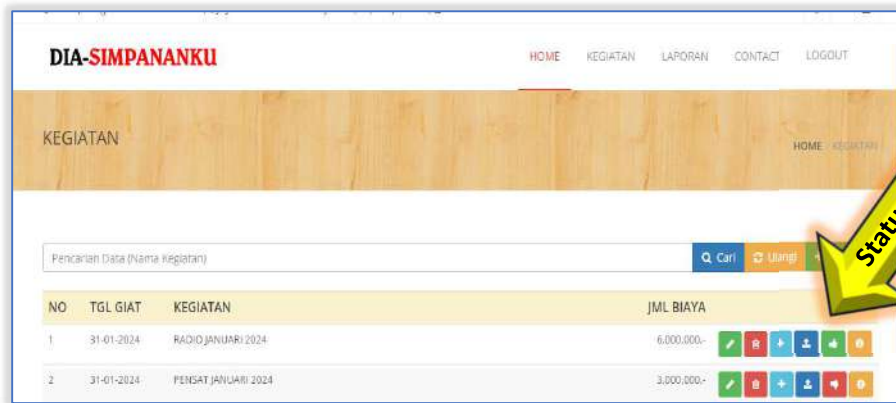 DIA-SIMPANANKU
HOME KEGIATAN LAPORAN CONTACT LOGOUT
KEGIATAN
HOME / KEGIATAN
Pencarian Data (Nama Kegiatan)
Cari Ulangi
Statu
NO TGL GIAT KEGIATAN JML BIAYA
1 31-01-2024 RADIO JANUARI 2024 6.000.000,-
2 31-01-2024 PENSAT JANUARI 2024 3.000.000,-